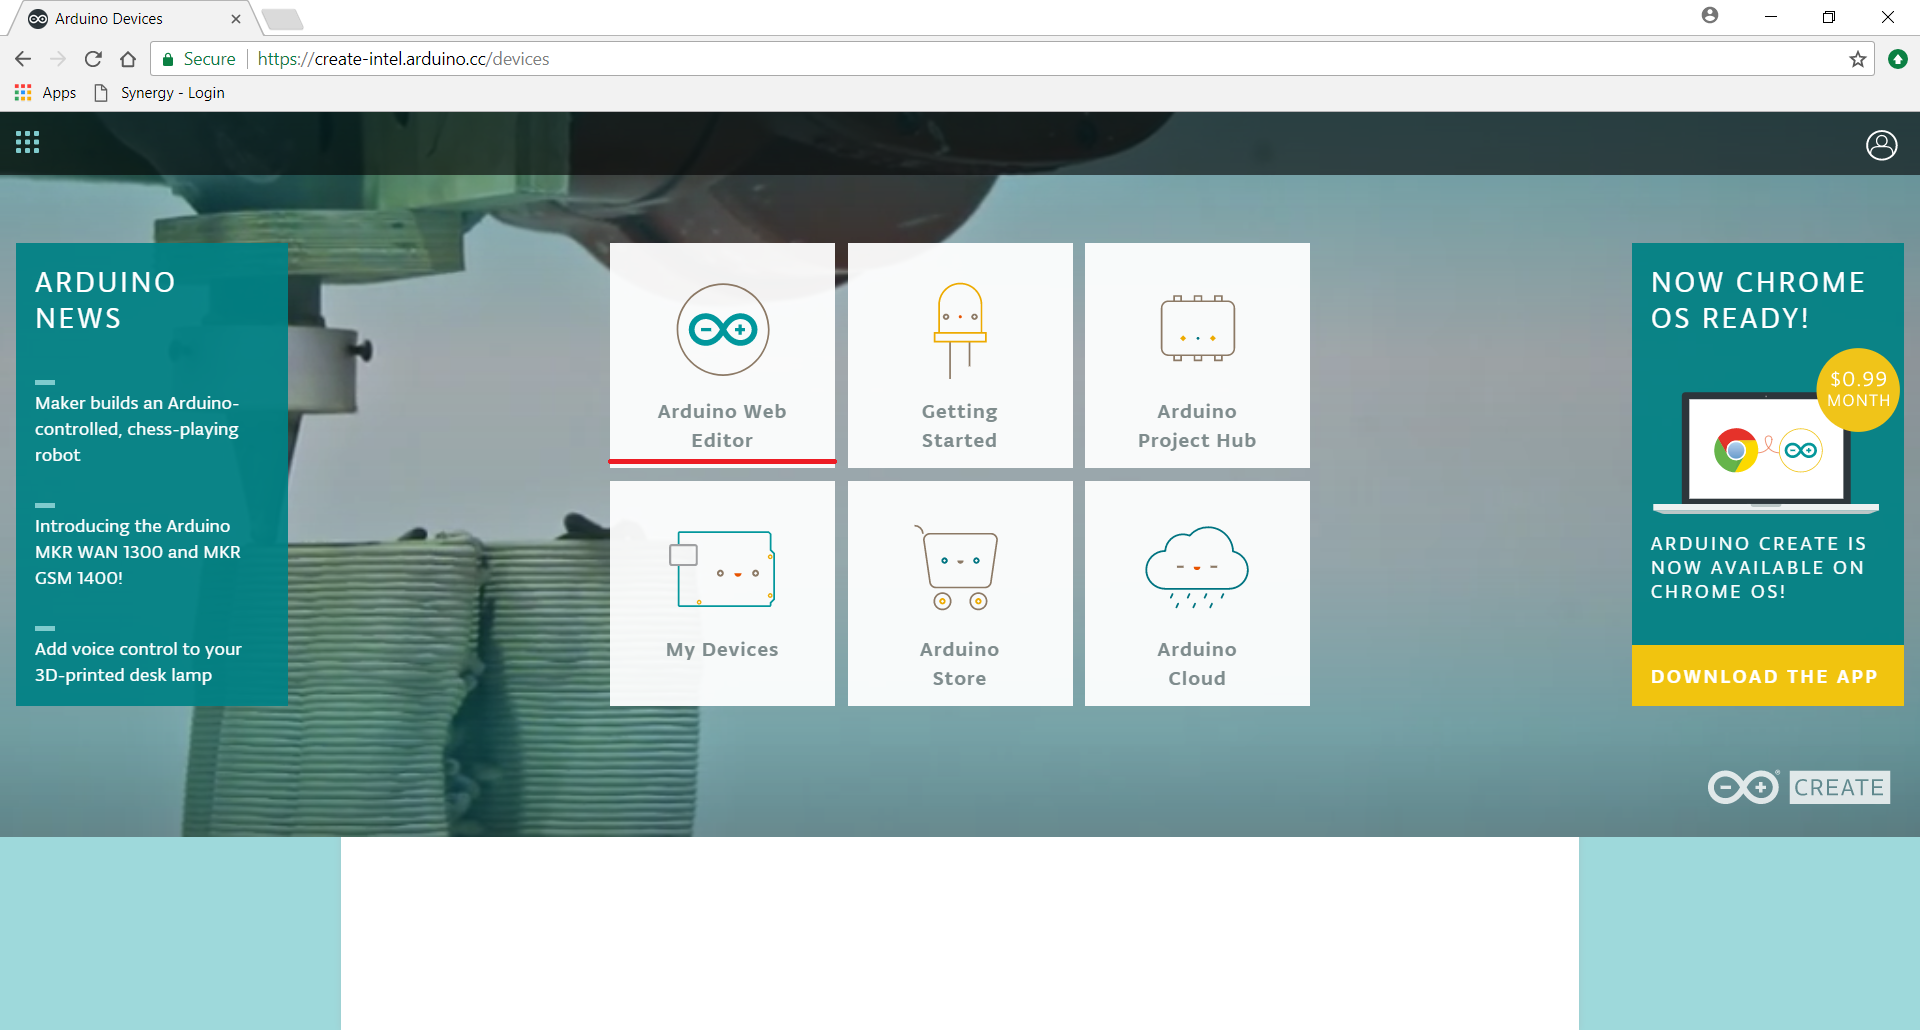 Arduino Devices
Secure
https://create-intel.arduino.cc/devices
Apps
Synergy - Login
ARDUINO
NEWS
Maker builds an Arduino-
controlled, chess-playing
robot
Introducing the Arduino
MKR WAN 1300 and MKR
GSM 1400!
Add voice control to your
3D-printed desk lamp
Arduino Web
Editor
Getting
Started
Arduino
Project Hub
My Devices
Arduino
Store
Arduino
Cloud
NOW CHROME
OS READY!
$0.99
MONTH
ARDUINO CREATE IS
NOW AVAILABLE ON
CHROME OS!
DOWNLOAD THE APP
CREATE